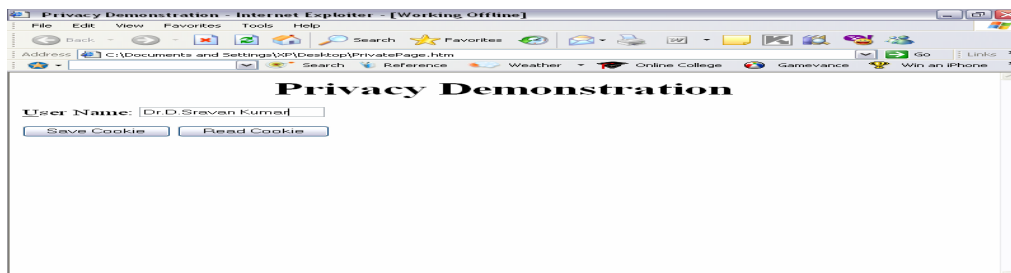 Privacy Demonstration - Internet Exploiter - [Working Offline]
File Edit View Favorites Tools Help
Back Search Favorites
Address C:\Documents and Settings\XP\Desktop\PrivatePage.htm Go Links
Search Reference Weather Online College Gamevance Win an iPhone
Privacy Demonstration
User Name: Dr.D.Sravan Kumar
Save Cookie Read Cookie